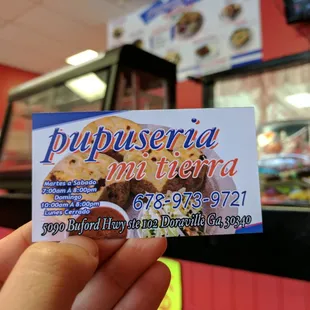 pupuseria
mi tierra
Martes a Sabado
7:00am A 8:00pm
Domingo
10:00am A 8:00pm
Lunes Cerrado
678-973-9721
5090 Buford Hwy ste 102 Doraville Ga, 30340